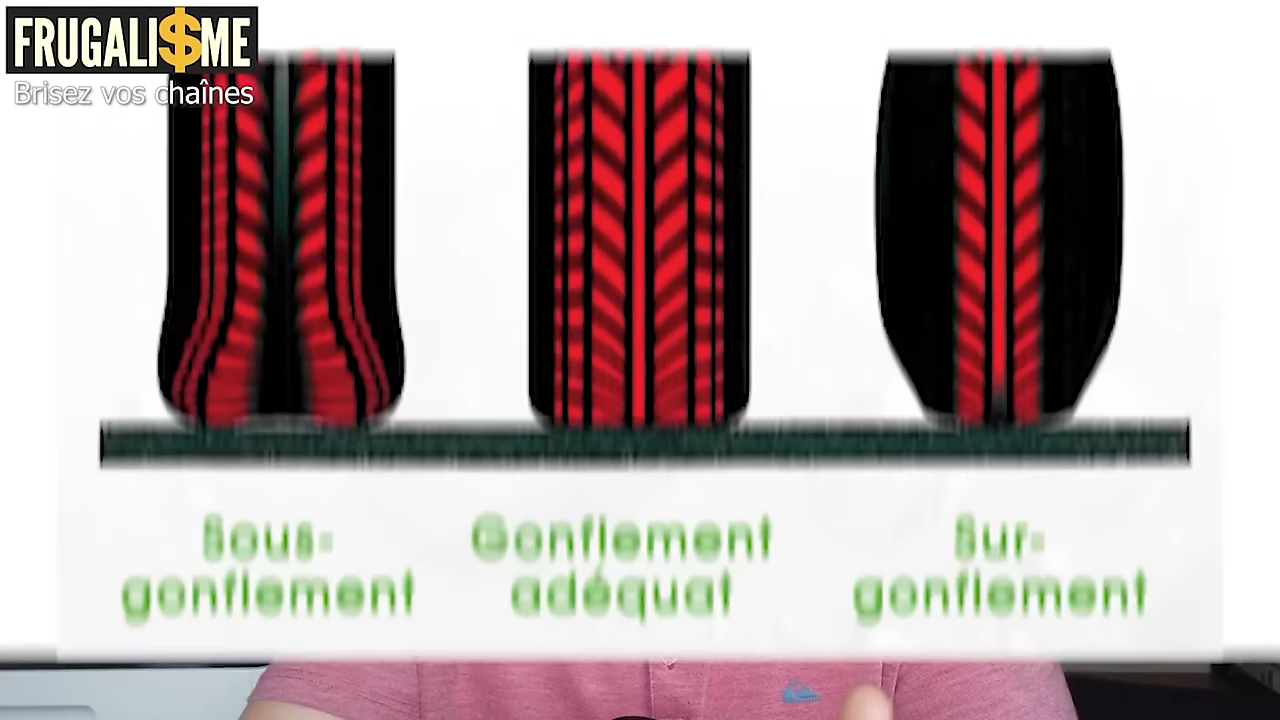 FRUGALI$ME
Brisez vos chaînes
Sous-
gonflement
Gonflement
adéquat
Sur-
gonflement